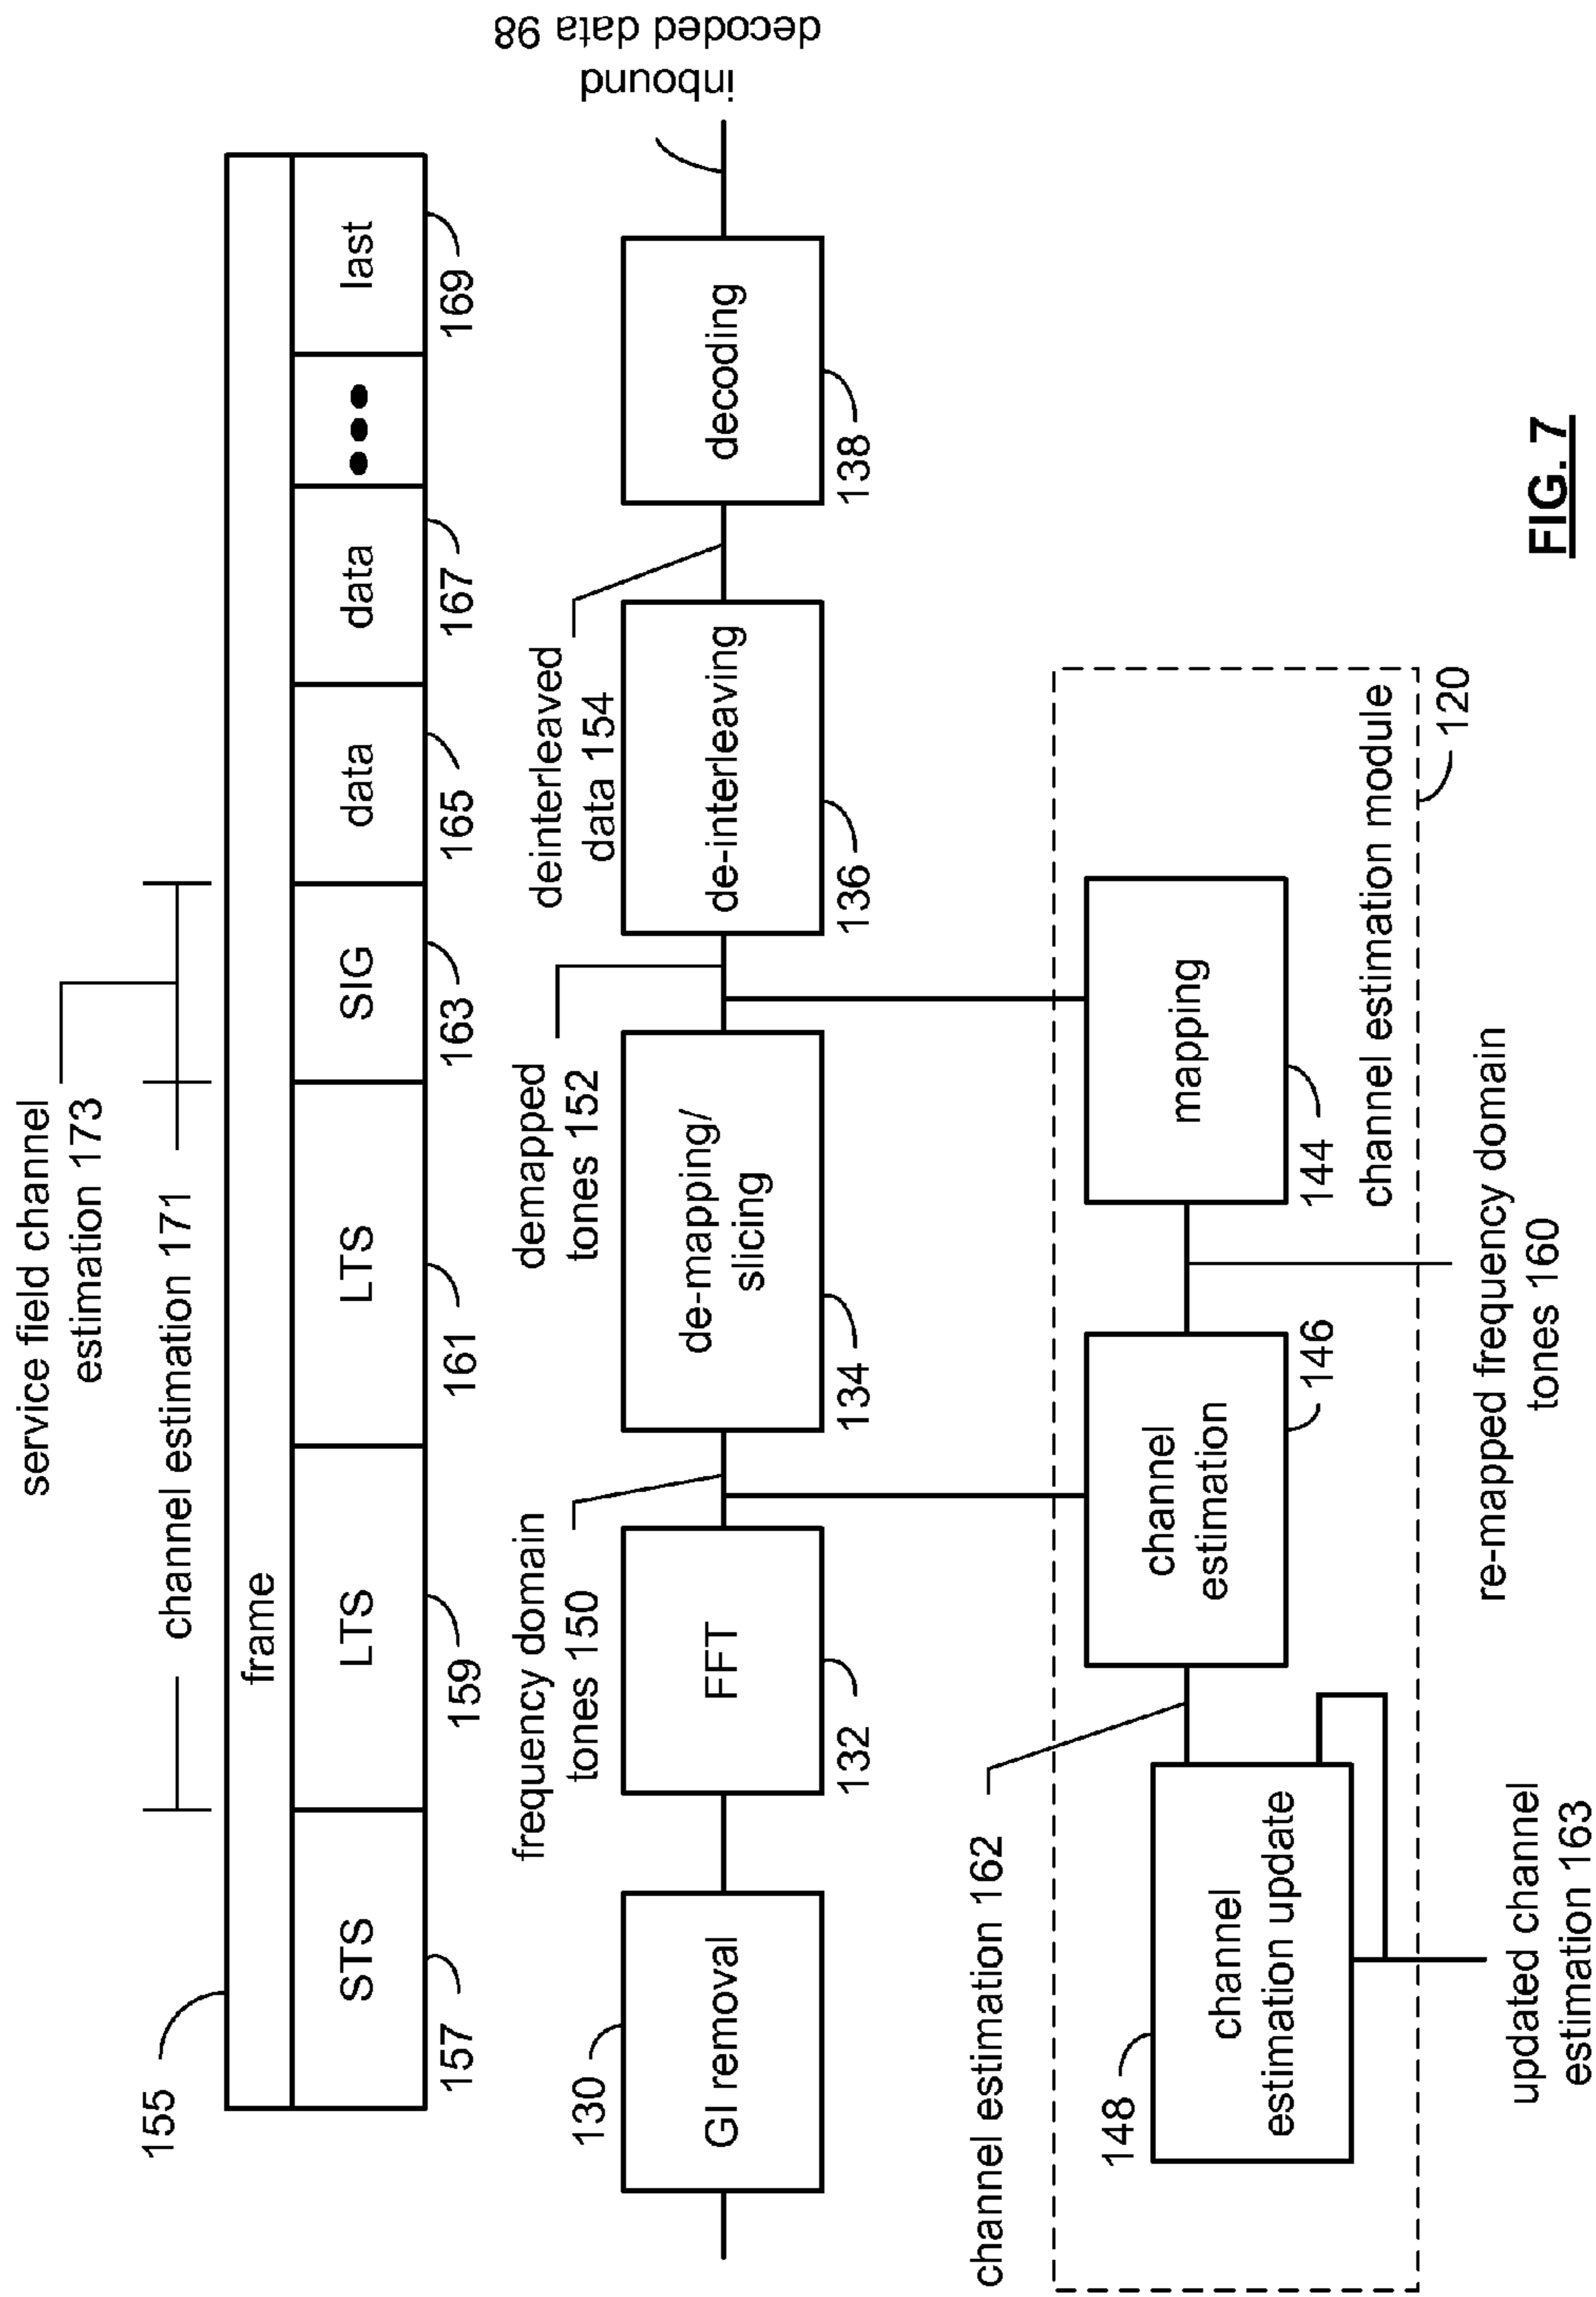 service field channel
estimation 173
channel estimation 171
155
frame
STS
LTS
LTS
SIG
data
data
last
157
159
161
163
165
167
169
130
frequency domain
tones 150
demapped
tones 152
deinterleaved
data 154
inbound
decoded data 98
GI removal
FFT
de-mapping/
slicing
de-interleaving
decoding
132
134
136
138
channel estimation 162
148
channel
estimation update
channel
estimation
146
mapping
144
channel estimation module
120
updated channel
estimation 163
re-mapped frequency domain
tones 160
FIG. 7